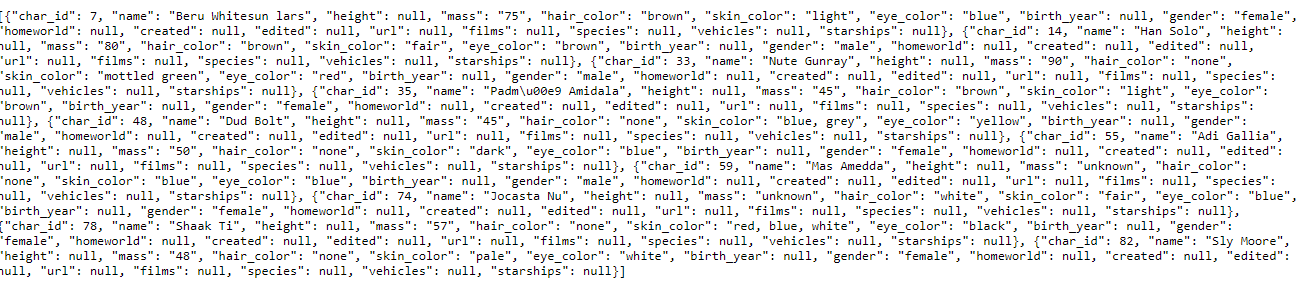 [{"char_id": 7, "name": "Beru Whitesun lars", "height": null, "mass": "75", "hair_color": "brown", "skin_color": "light", "eye_color": "blue", "birth_year": null, "gender": "female",
"homeworld": null, "created": null, "edited": null, "url": null, "films": null, "species": null, "vehicles": null, "starships": null}, {"char_id": 14, "name": "Han Solo", "height":
null, "mass": "80", "hair_color": "brown", "skin_color": "fair", "eye_color": "brown", "birth_year": null, "gender": "male", "homeworld": null, "created": null, "edited": null,
"url": null, "films": null, "species": null, "vehicles": null, "starships": null}, {"char_id": 33, "name": "Nute Gunray", "height": null, "mass": "90", "hair_color": "none",
"skin_color": "mottled green", "eye_color": "red", "birth_year": null, "gender": "male", "homeworld": null, "created": null, "edited": null, "url": null, "films": null, "species":
null, "vehicles": null, "starships": null}, {"char_id": 35, "name": "Padm\u00e9 Amidala", "height": null, "mass": "45", "hair_color": "brown", "skin_color": "light", "eye_color":
"brown", "birth_year": null, "gender": "female", "homeworld": null, "created": null, "edited": null, "url": null, "films": null, "species": null, "vehicles": null, "starships":
null}, {"char_id": 48, "name": "Dud Bolt", "height": null, "mass": "45", "hair_color": "none", "skin_color": "blue, grey", "eye_color": "yellow", "birth_year": null, "gender":
"male", "homeworld": null, "created": null, "edited": null, "url": null, "films": null, "species": null, "vehicles": null, "starships": null}, {"char_id": 55, "name": "Adi Gallia",
"height": null, "mass": "50", "hair_color": "none", "skin_color": "dark", "eye_color": "blue", "birth_year": null, "gender": "female", "homeworld": null, "created": null, "edited":
null, "url": null, "films": null, "species": null, "vehicles": null, "starships": null}, {"char_id": 59, "name": "Mas Amedda", "height": null, "mass": "unknown", "hair_color":
"none", "skin_color": "blue", "eye_color": "blue", "birth_year": null, "gender": "male", "homeworld": null, "created": null, "edited": null, "url": null, "films": null, "species":
null, "vehicles": null, "starships": null}, {"char_id": 74, "name": "Jocasta Nu", "height": null, "mass": "unknown", "hair_color": "white", "skin_color": "fair", "eye_color": "blue",
"birth_year": null, "gender": "female", "homeworld": null, "created": null, "edited": null, "url": null, "films": null, "species": null, "vehicles": null, "starships": null},
{"char_id": 78, "name": "Shaak Ti", "height": null, "mass": "57", "hair_color": "none", "skin_color": "red, blue, white", "eye_color": "black", "birth_year": null, "gender":
"female", "homeworld": null, "created": null, "edited": null, "url": null, "films": null, "species": null, "vehicles": null, "starships": null}, {"char_id": 82, "name": "Sly Moore",
"height": null, "mass": "48", "hair_color": "none", "skin_color": "pale", "eye_color": "white", "birth_year": null, "gender": "female", "homeworld": null, "created": null, "edited":
null, "url": null, "films": null, "species": null, "vehicles": null, "starships": null}]